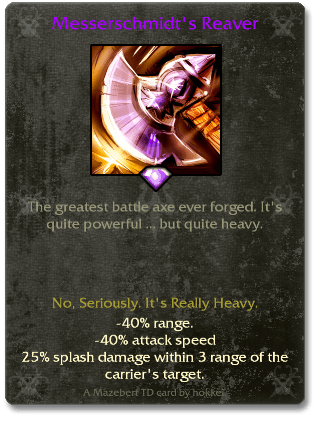 Messerschmidt's Reaver
The greatest battle axe ever forged. It's
quite powerful ... but quite heavy.
No, Seriously. It's Really Heavy.
-40% range.
-40% attack speed
25% splash damage within 3 range of the
carrier's target.
A Mazebert TD card by hokker